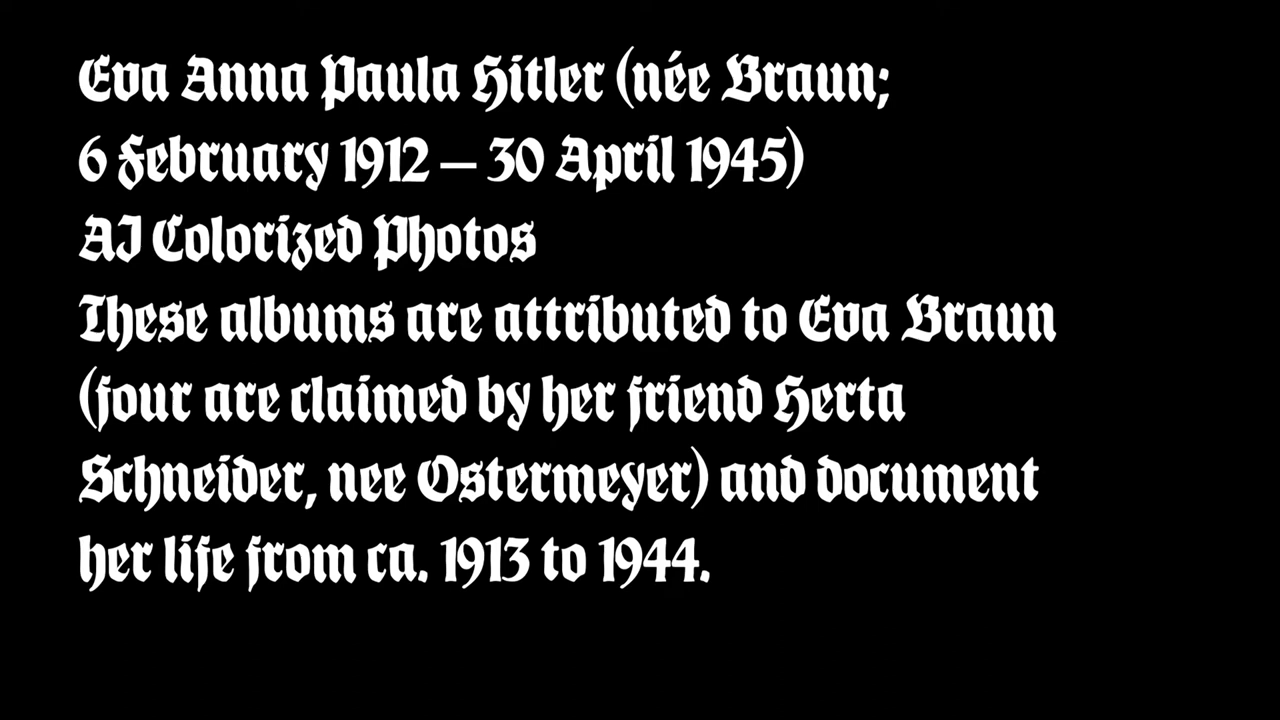 Eva Anna Paula Hitler (née Braun;
6 February 1912 – 30 April 1945)
AI Colorized Photos
These albums are attributed to Eva Braun
(four are claimed by her friend Herta
Schneider, nee Ostermeyer) and document
her life from ca. 1913 to 1944.